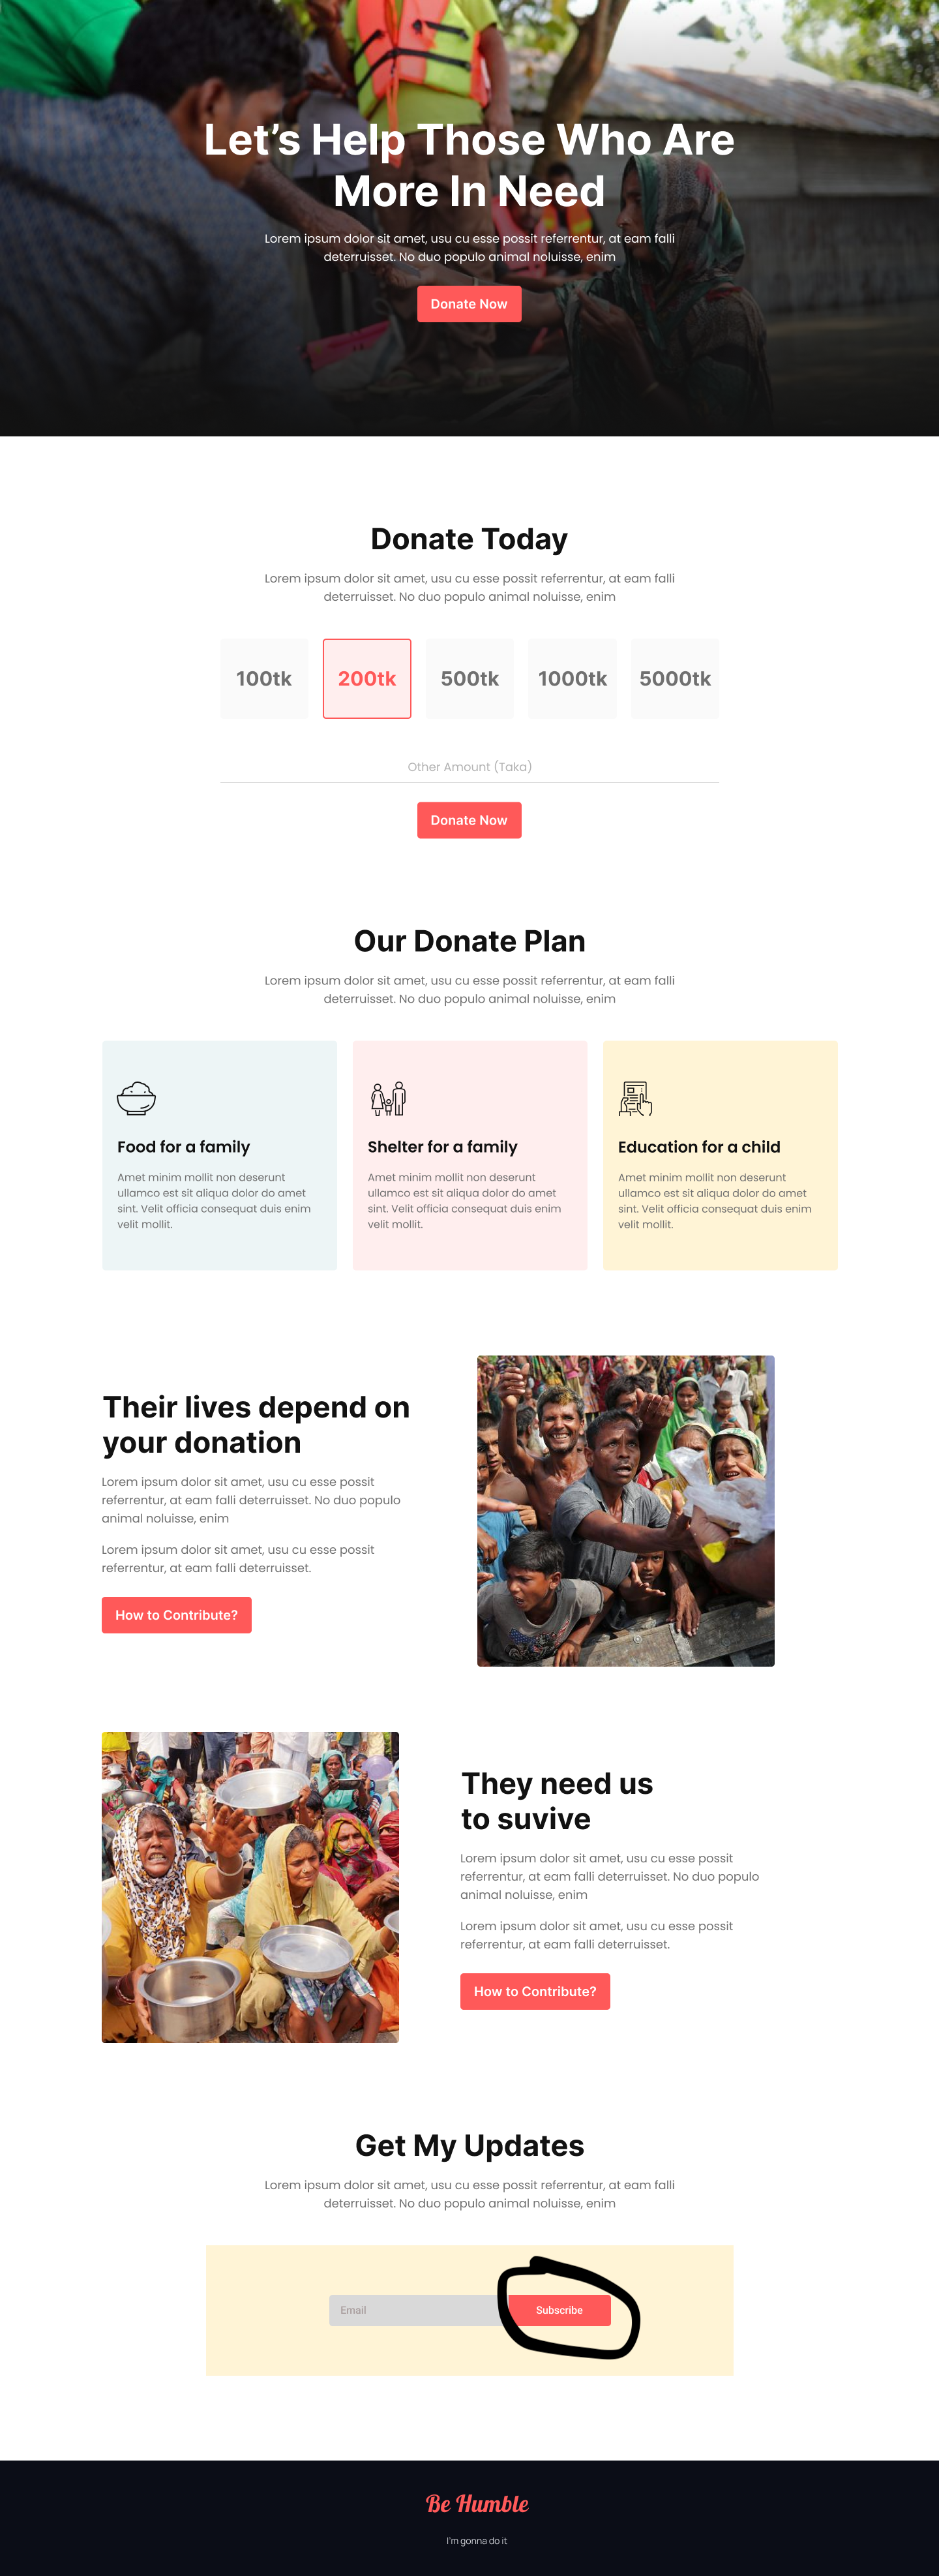 Let's Help Those Who Are
More In Need
Lorem ipsum dolor sit amet, usu cu esse possit referrentur, at eam falli
deterruisset. No duo populo animal noluisse, enim
Donate Now
Donate Today
Lorem ipsum dolor sit amet, usu cu esse possit referrentur, at eam falli
deterruisset. No duo populo animal noluisse, enim
100tk
200tk
500tk
1000tk
5000tk
Other Amount (Taka)
Donate Now
Our Donate Plan
Lorem ipsum dolor sit amet, usu cu esse possit referrentur, at eam falli
deterruisset. No duo populo animal noluisse, enim
Food for a family
Amet minim mollit non deserunt
ullamco est sit aliqua dolor do amet
sint. Velit officia consequat duis enim
velit mollit.
Shelter for a family
Amet minim mollit non deserunt
ullamco est sit aliqua dolor do amet
sint. Velit officia consequat duis enim
velit mollit.
Education for a child
Amet minim mollit non deserunt
ullamco est sit aliqua dolor do amet
sint. Velit officia consequat duis enim
velit mollit.
Their lives depend on
your donation
Lorem ipsum dolor sit amet, usu cu esse possit
referrentur, at eam falli deterruisset. No duo populo
animal noluisse, enim
Lorem ipsum dolor sit amet, usu cu esse possit
referrentur, at eam falli deterruisset.
How to Contribute?
They need us
to suvive
Lorem ipsum dolor sit amet, usu cu esse possit
referrentur, at eam falli deterruisset. No duo populo
animal noluisse, enim
Lorem ipsum dolor sit amet, usu cu esse possit
referrentur, at eam falli deterruisset.
How to Contribute?
Get My Updates
Lorem ipsum dolor sit amet, usu cu esse possit referrentur, at eam falli
deterruisset. No duo populo animal noluisse, enim
Email
Subscribe
Be Humble
I'm gonna do it